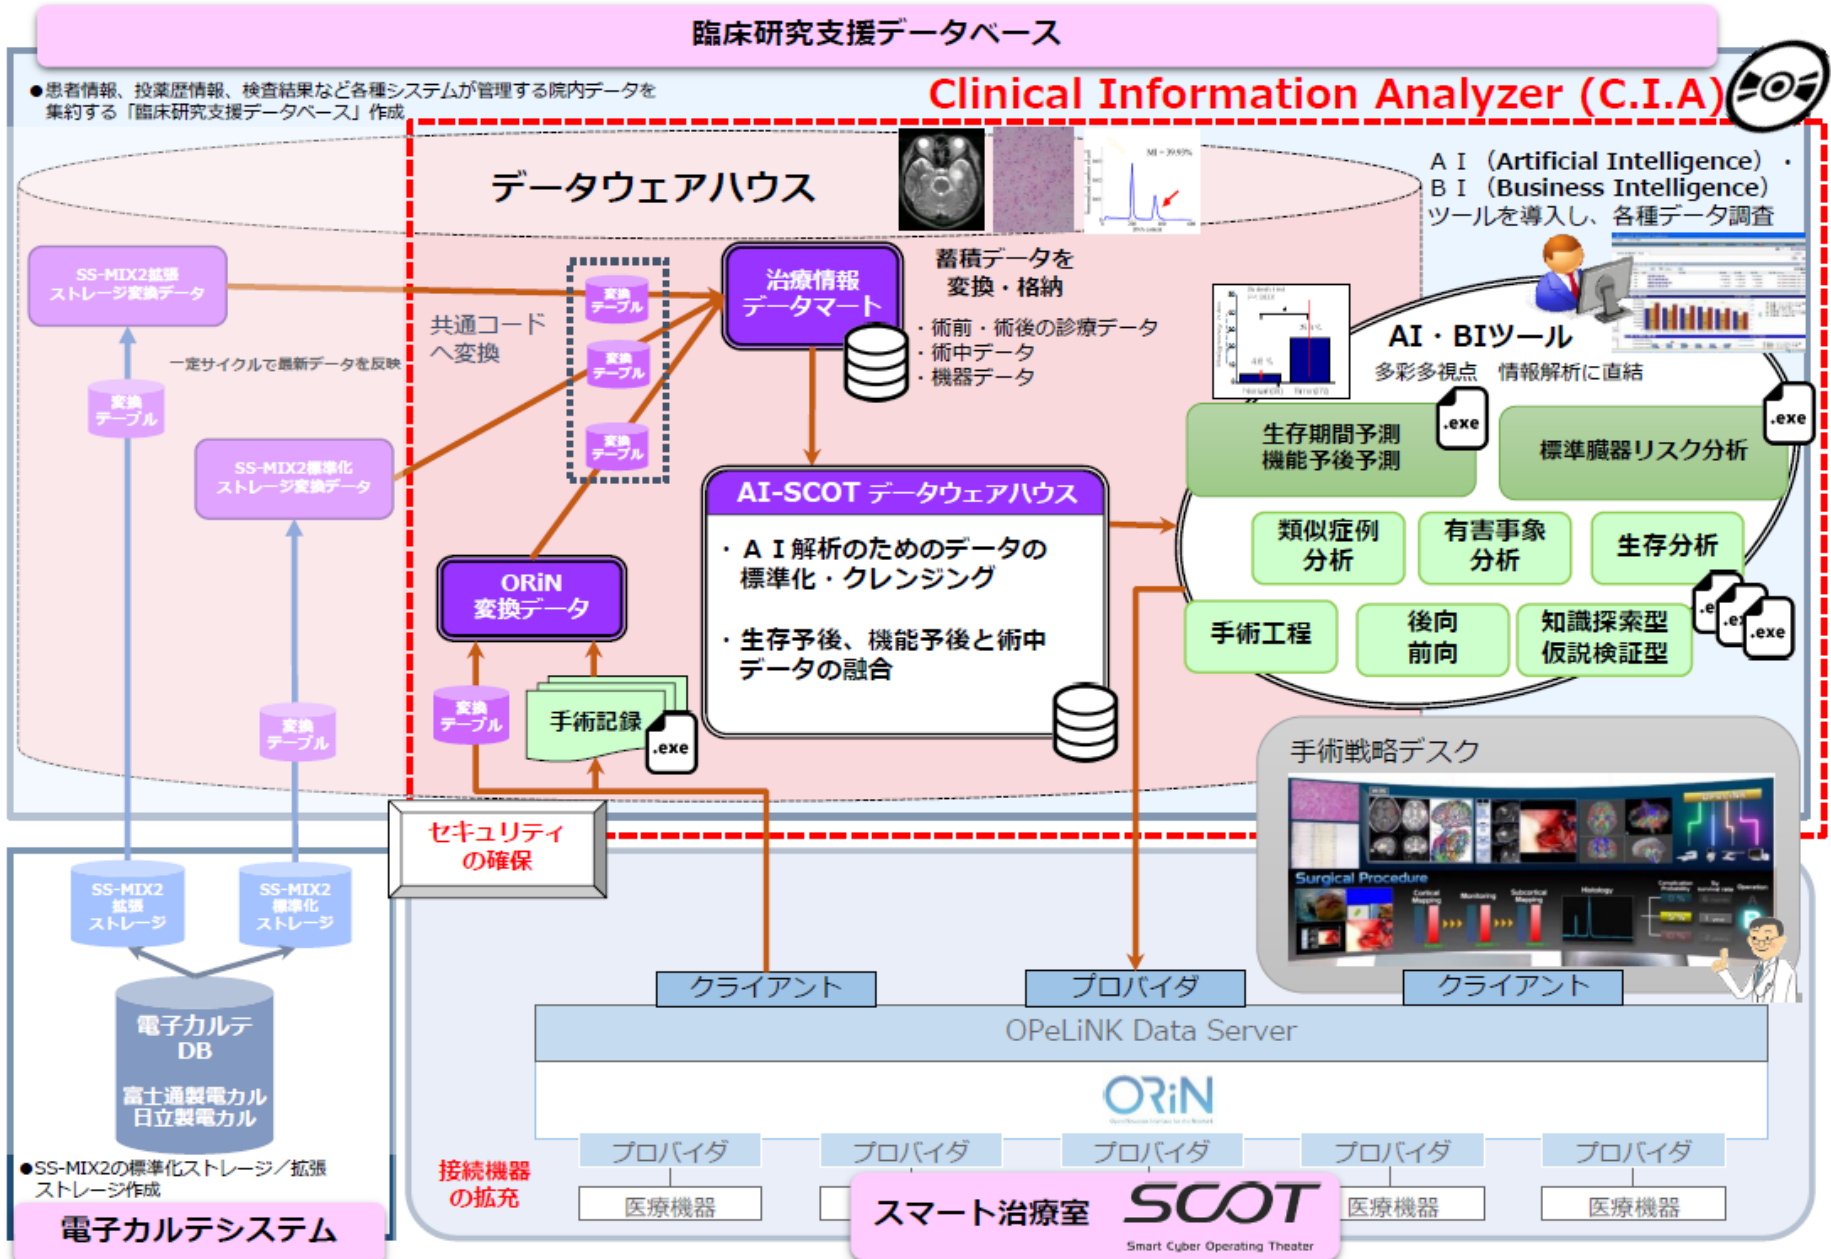 臨床研究支援データベース
●患者情報、投薬歴情報、検査結果など各種システムが管理する院内データを
集約する「臨床研究支援データベース」作成
Clinical Information Analyzer (C.I.A)
データウェアハウス
MI = 39.93%
ＡＩ（Artificial Intelligence）・
ＢＩ（Business Intelligence）
ツールを導入し、各種データ調査
SS-MIX2拡張
ストレージ変換データ
変換
テーブル
治療情報
データマート
蓄積データを
変換・格納
・術前・術後の診療データ
・術中データ
・機器データ
共通コード
へ変換
変換
テーブル
変換
テーブル
一定サイクルで最新データを反映
変換
テーブル
AI・BIツール
多彩多視点　情報解析に直結
.exe
.exe
生存期間予測
機能予後予測
標準臓器リスク分析
SS-MIX2標準化
ストレージ変換データ
AI-SCOT データウェアハウス
・ＡＩ解析のためのデータの
標準化・クレンジング
・生存予後、機能予後と術中
データの融合
類似症例
分析
有害事象
分析
生存分析
ORiN
変換データ
手術工程
後向
前向
知識探索型
仮説検証型
.exe
変換
テーブル
手術記録
.exe
変換
テーブル
手術戦略デスク
OPeLiNK
Surgical Procedure
Cortical
Mapping
Monitoring
Subcortical
Mapping
Histology
Complication
Probability
5y
survival rate
Operation
セキュリティ
の確保
SS-MIX2
拡張
ストレージ
SS-MIX2
標準化
ストレージ
電子カルテ
DB
富士通製電カル
日立製電カル
クライアント
プロバイダ
クライアント
OPeLiNK Data Server
ORiN
プロバイダ
プロバイダ
プロバイダ
プロバイダ
プロバイダ
接続機器
の拡充
医療機器
医療機器
医療機器
●SS-MIX2の標準化ストレージ／拡張
ストレージ作成
電子カルテシステム
スマート治療室
SCOT
Smart Cyber Operating Theater